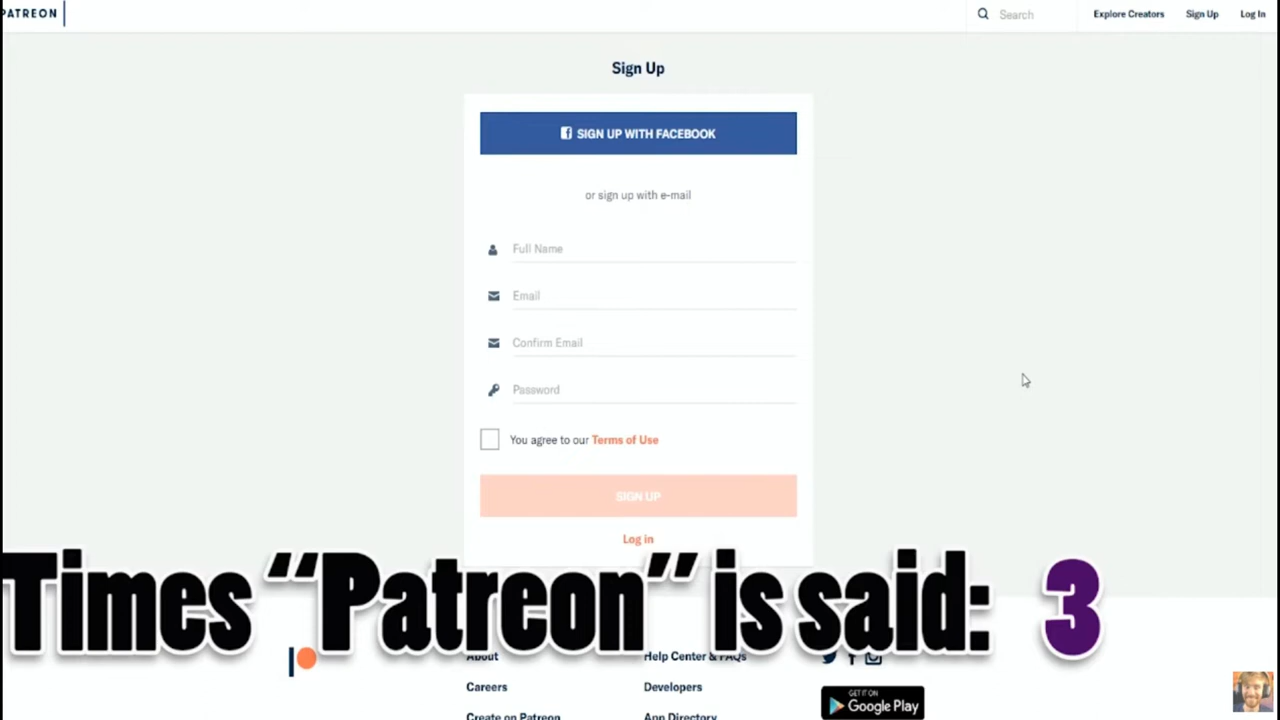 PATREON
Search
Explore Creators
Sign Up
Log In
Sign Up
SIGN UP WITH FACEBOOK
or sign up with e-mail
Full Name
Email
Confirm Email
Password
You agree to our Terms of Use
SIGN UP
Log in
Times “Patreon” is said: 3
About
Help Center & FAQs
Careers
Developers
GET IT ON
Google Play
Create on Patreon
App Directory